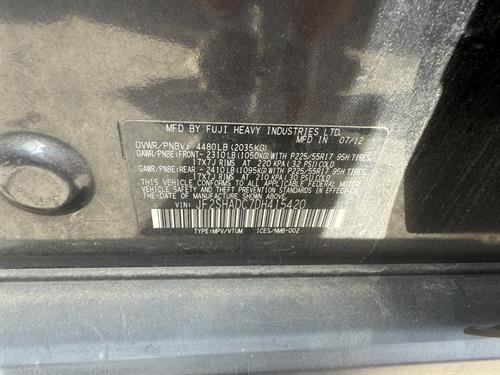 MFD BY FUJI HEAVY INDUSTRIES LTD.
MADE IN 07/12
GVWR/PNBV: 4480LB (2035KG)
GAWR/PNBE:FRONT- 2310LB(1050KG)WITH P225/55R17 95H TIRES,
17X7J RIMS AT 220 KPA (32 PSI)COLD
GAWR/PNBE:REAR - 2410LB(1095KG)WITH P225/55R17 95H TIRES,
17X7J RIMS AT 210 KPA (30 PSI)COLD
THIS VEHICLE CONFORMS TO ALL APPLICABLE U.S. FEDERAL MOTOR VEHICLE
SAFETY AND THEFT PREVENTION STANDARDS IN EFFECT ON THE
DATE OF MANUFACTURE SHOWN ABOVE.
VIN: JF2SHADC7DH415420
TYPE:MPV/VTUM ICES/NMB-002